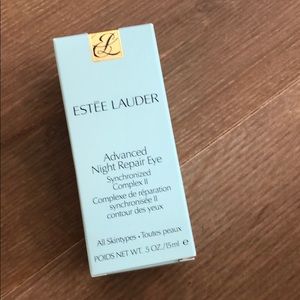 EL
ESTĒE LAUDER
Advanced
Night Repair Eye
Synchronized
Complex II
Complexe de réparation
synchronisée II
contour des yeux
All Skintypes • Toutes peaux
POIDS NET WT. .5 OZ./15ml e